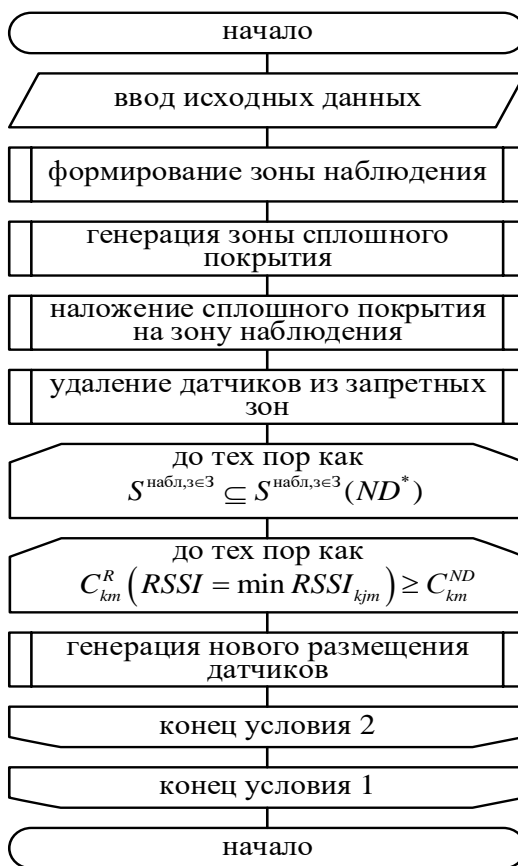 начало
ввод исходных данных
формирование зоны наблюдения
генерация зоны сплошного
покрытия
наложение сплошного покрытия
на зону наблюдения
удаление датчиков из запретных
зон
до тех пор как
S^{набл,з∈З} ⊆ S^{набл,з∈З}(ND^*)
до тех пор как
C_{km}^{R}(RSSI = min RSSI_{kjm}) ≥ C_{km}^{ND}
генерация нового размещения
датчиков
конец условия 2
конец условия 1
начало